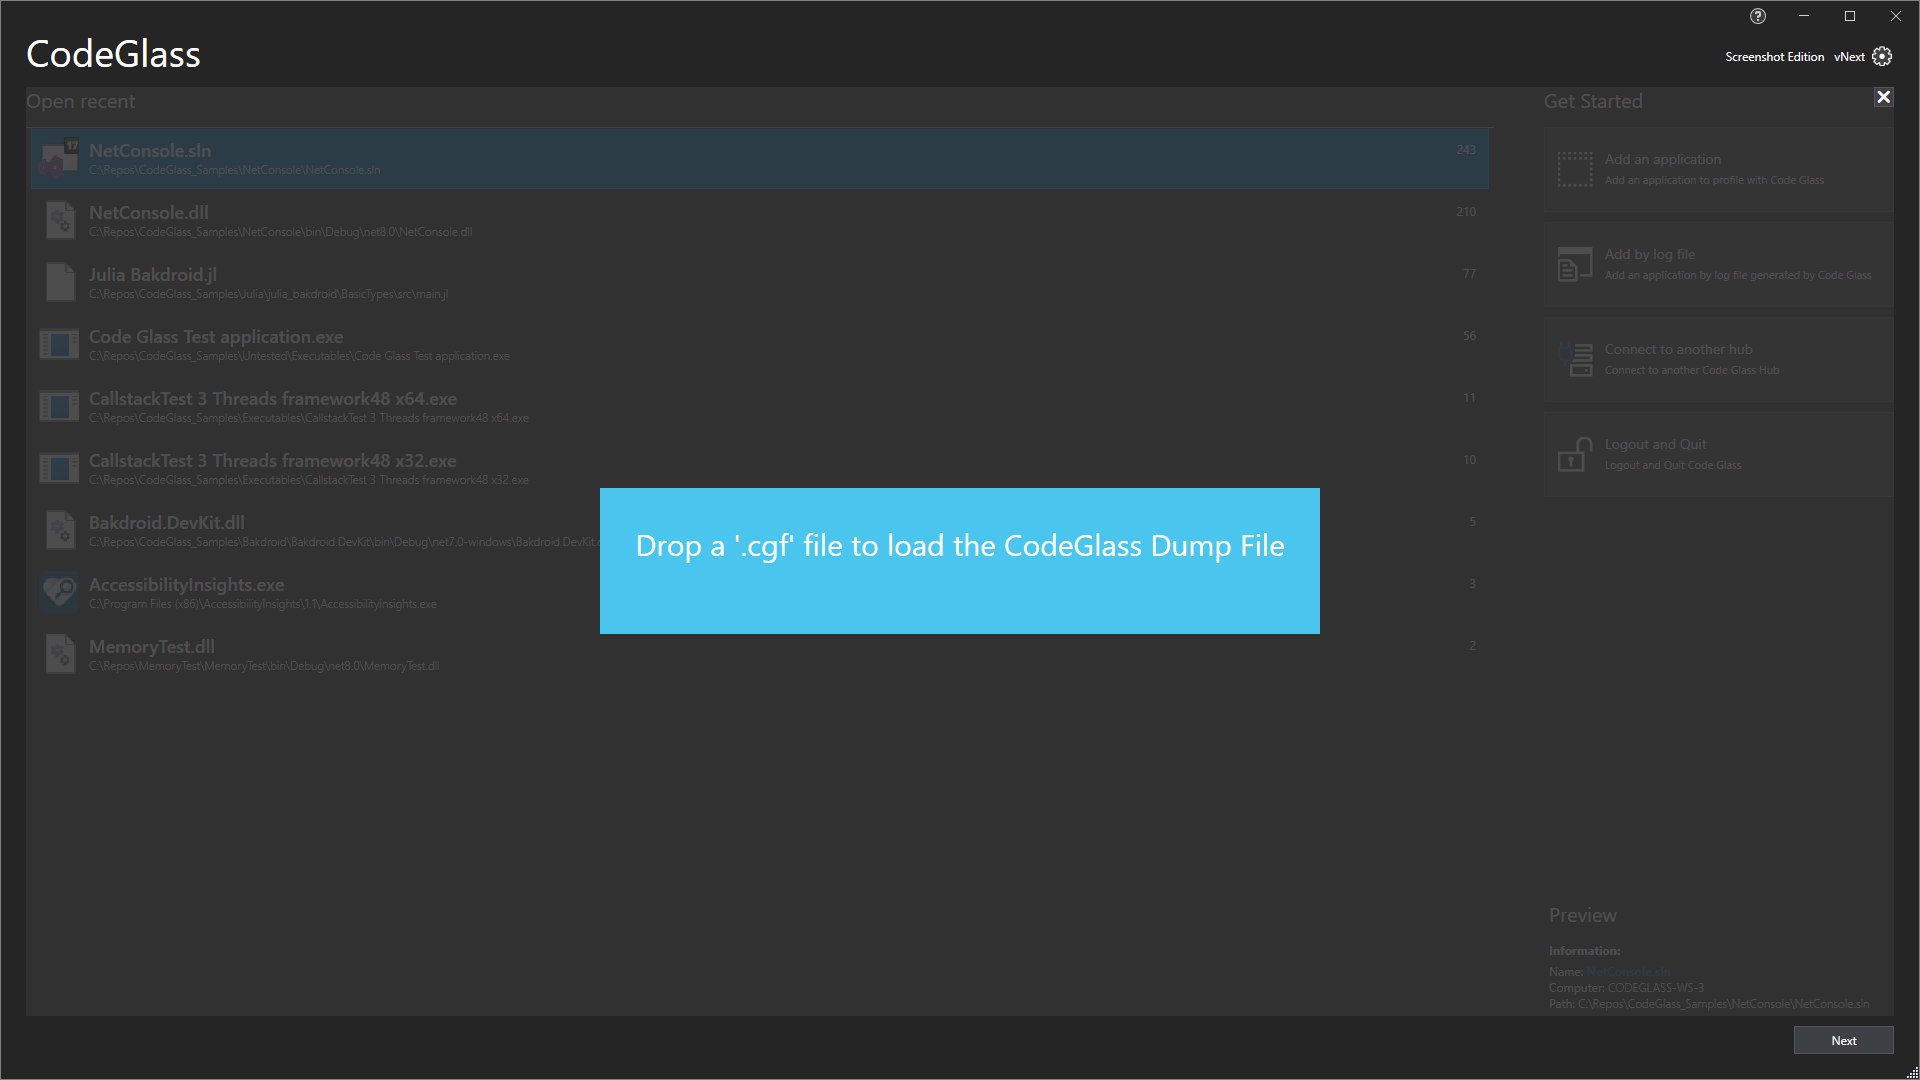 CodeGlass
Screenshot Edition vNext
Open recent
NetConsole.sln
C:\Repos\CodeGlass_Samples\NetConsole\NetConsole.sln
243
17
NetConsole.dll
C:\Repos\CodeGlass_Samples\NetConsole\bin\Debug\net8.0\NetConsole.dll
210
Julia Bakdroid.jl
C:\Repos\CodeGlass_Samples\Julia\julia_bakdroid\BasicTypes\src\main.jl
77
Code Glass Test application.exe
C:\Repos\CodeGlass_Samples\Untested\Executables\Code Glass Test application.exe
56
CallstackTest 3 Threads framework48 x64.exe
C:\Repos\CodeGlass_Samples\Executables\CallstackTest 3 Threads framework48 x64.exe
11
CallstackTest 3 Threads framework48 x32.exe
C:\Repos\CodeGlass_Samples\Executables\CallstackTest 3 Threads framework48 x32.exe
10
Bakdroid.DevKit.dll
C:\Repos\CodeGlass_Samples\Bakdroid\Bakdroid.DevKit\bin\Debug\net7.0-windows\Bakdroid.DevKit.
5
AccessibilityInsights.exe
C:\Program Files (x86)\AccessibilityInsights\1.1\AccessibilityInsights.exe
3
MemoryTest.dll
C:\Repos\MemoryTest\MemoryTest\bin\Debug\net8.0\MemoryTest.dll
2
Drop a '.cgf' file to load the CodeGlass Dump File
Get Started
Add an application
Add an application to profile with Code Glass
Add by log file
Add an application by log file generated by Code Glass
Connect to another hub
Connect to another Code Glass Hub
Logout and Quit
Logout and Quit Code Glass
Preview
Information:
Name: NetConsole.sln
Computer: CODEGLASS-WS-3
Path: C:\Repos\CodeGlass_Samples\NetConsole\NetConsole.sln
Next